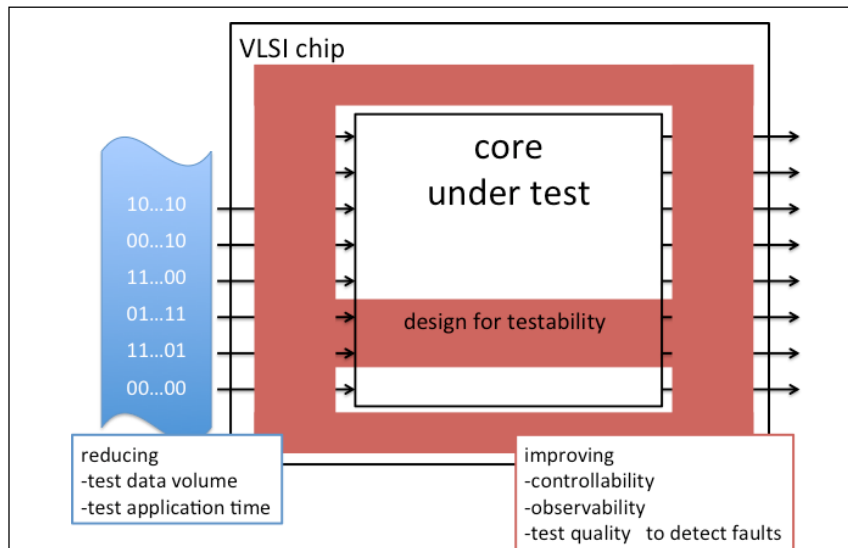 VLSI chip
core
under test
10...10
00...10
11...00
01...11
11...01
00...00
design for testability
reducing
-test data volume
-test application time
improving
-controllability
-observability
-test quality to detect faults